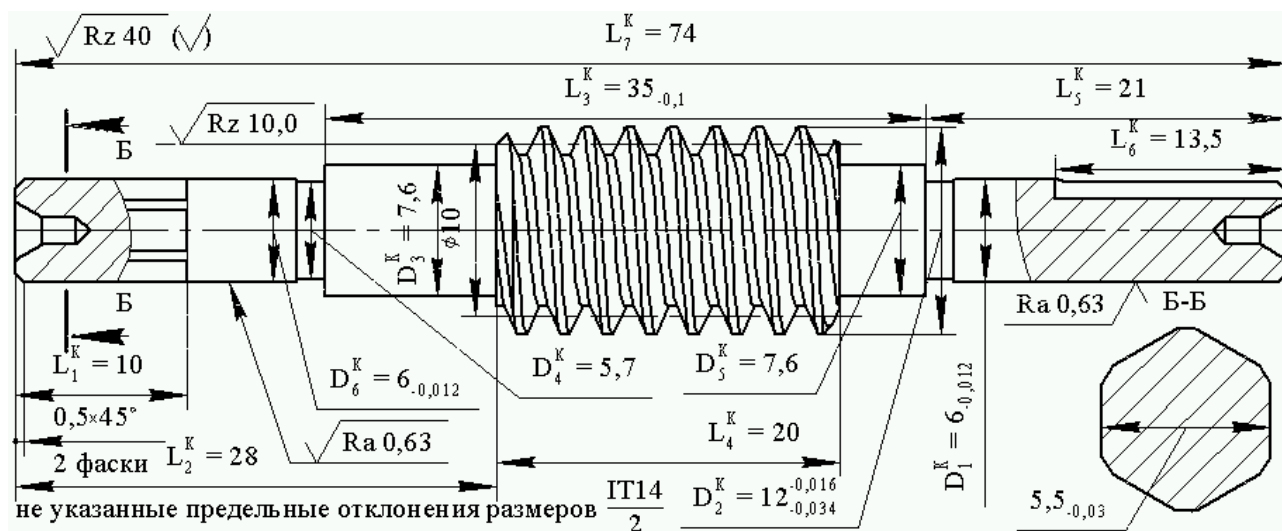 Rz 40 (√)
L₇ᴷ = 74
L₃ᴷ = 35₋₀,₁
L₅ᴷ = 21
Rz 10,0
Б
L₆ᴷ = 13,5
D₃ᴷ = 7,6
ϕ10
Б
Ra 0,63
Б-Б
L₁ᴷ = 10
D₆ᴷ = 6₋₀,₀₁₂
D₄ᴷ = 5,7
D₅ᴷ = 7,6
D₁ᴷ = 6₋₀,₀₁₂
0,5×45°
Ra 0,63
L₄ᴷ = 20
2 фаски
L₂ᴷ = 28
не указанные предельные отклонения размеров IT14/2
D₂ᴷ = 12 -0,016 -0,034
5,5₋₀,₀₃